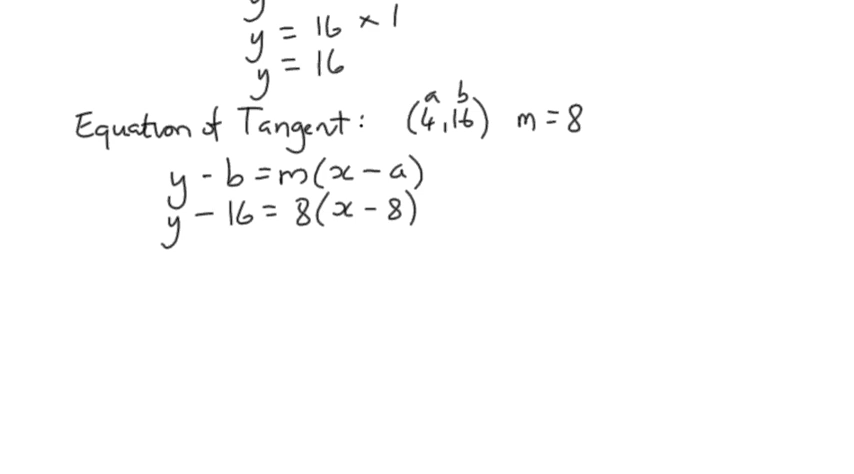 y
y = 16 × 1
y = 16
a b
Equation of Tangent: (4,16) m = 8
y - b = m(x - a)
y - 16 = 8(x - 8)